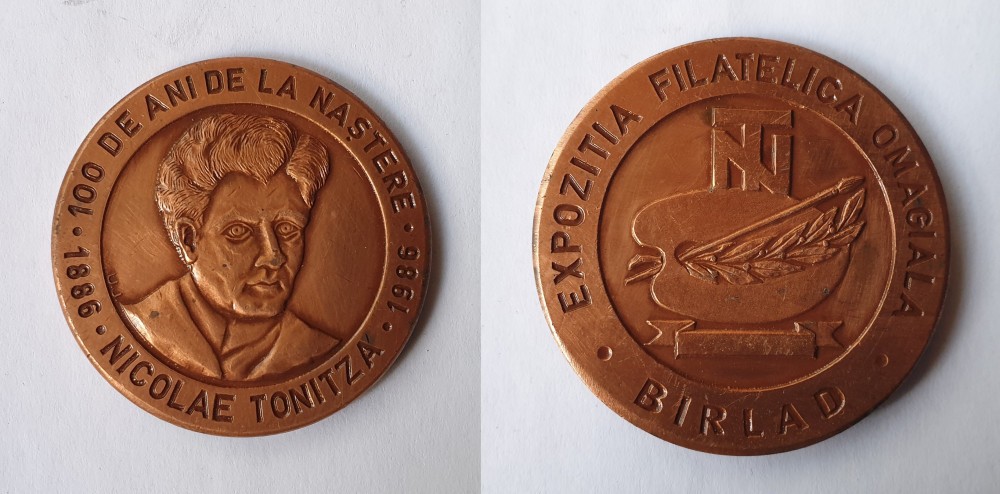 100 DE ANI DE LA NASTERE
1886 · NICOLAE TONITZA · 1986
EXPOZITIA FILATELICA OMAGIALA
NT
BIRLAD